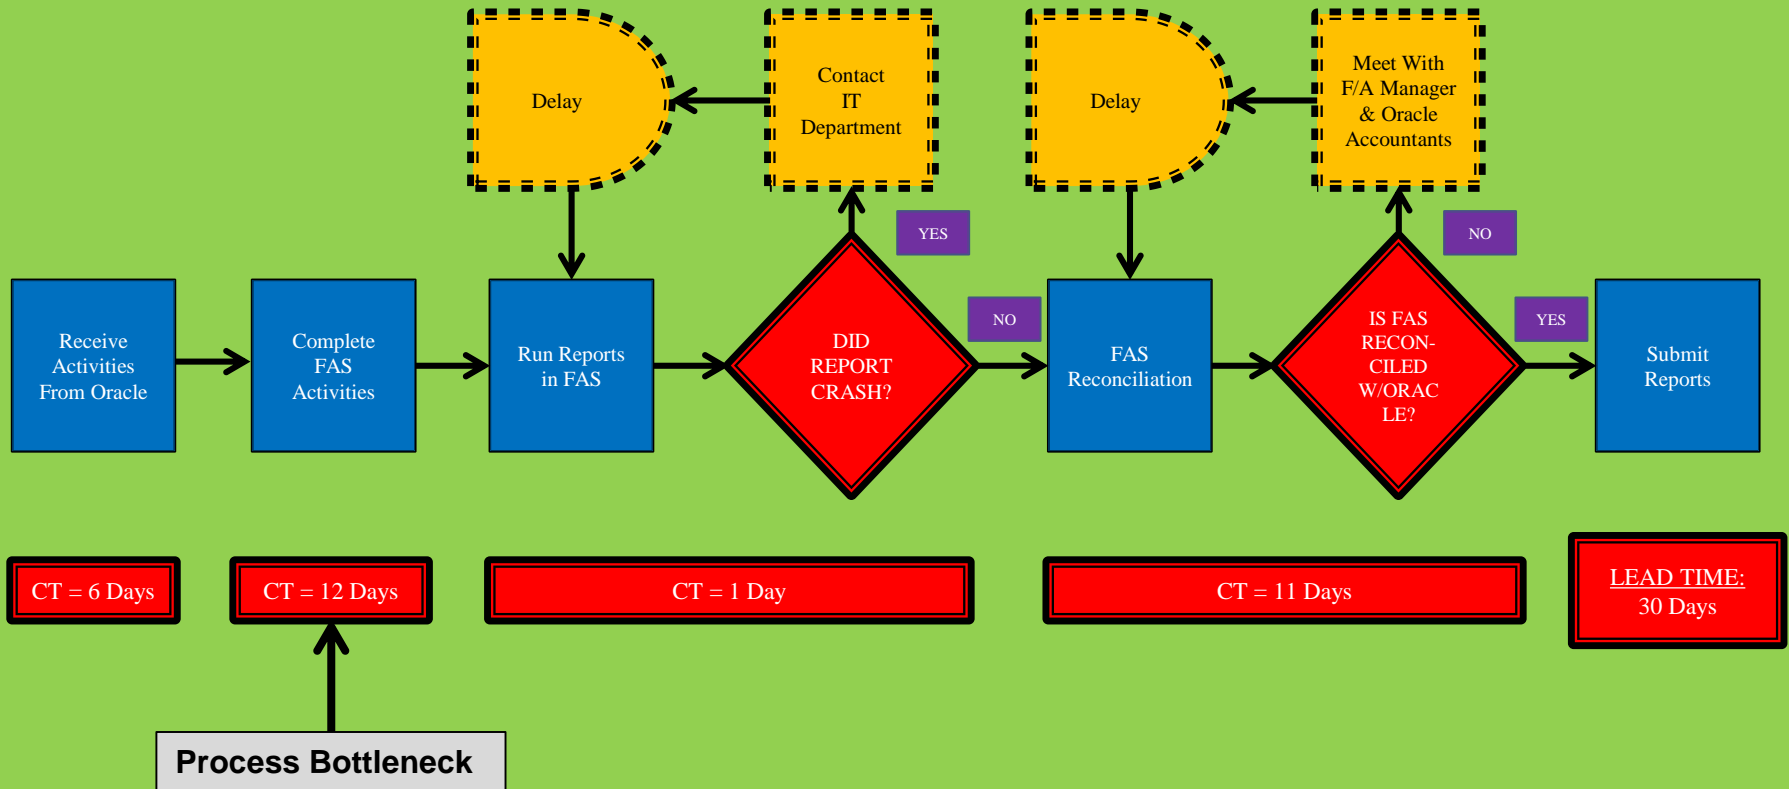 Delay
Contact
IT
Department
Delay
Meet With
F/A Manager
& Oracle
Accountants
YES
NO
Receive
Activities
From Oracle
Complete
FAS
Activities
Run Reports
in FAS
DID
REPORT
CRASH?
NO
FAS
Reconciliation
IS FAS
RECON-
CILED
W/ORAC
LE?
YES
Submit
Reports
CT = 6 Days
CT = 12 Days
CT = 1 Day
CT = 11 Days
LEAD TIME:
30 Days
Process Bottleneck